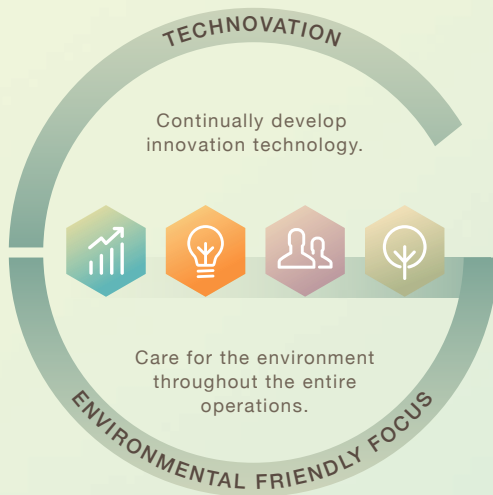 TECHNOVATION
Continually develop
innovation technology.
Care for the environment
throughout the entire
operations.
ENVIRONMENTAL FRIENDLY FOCUS